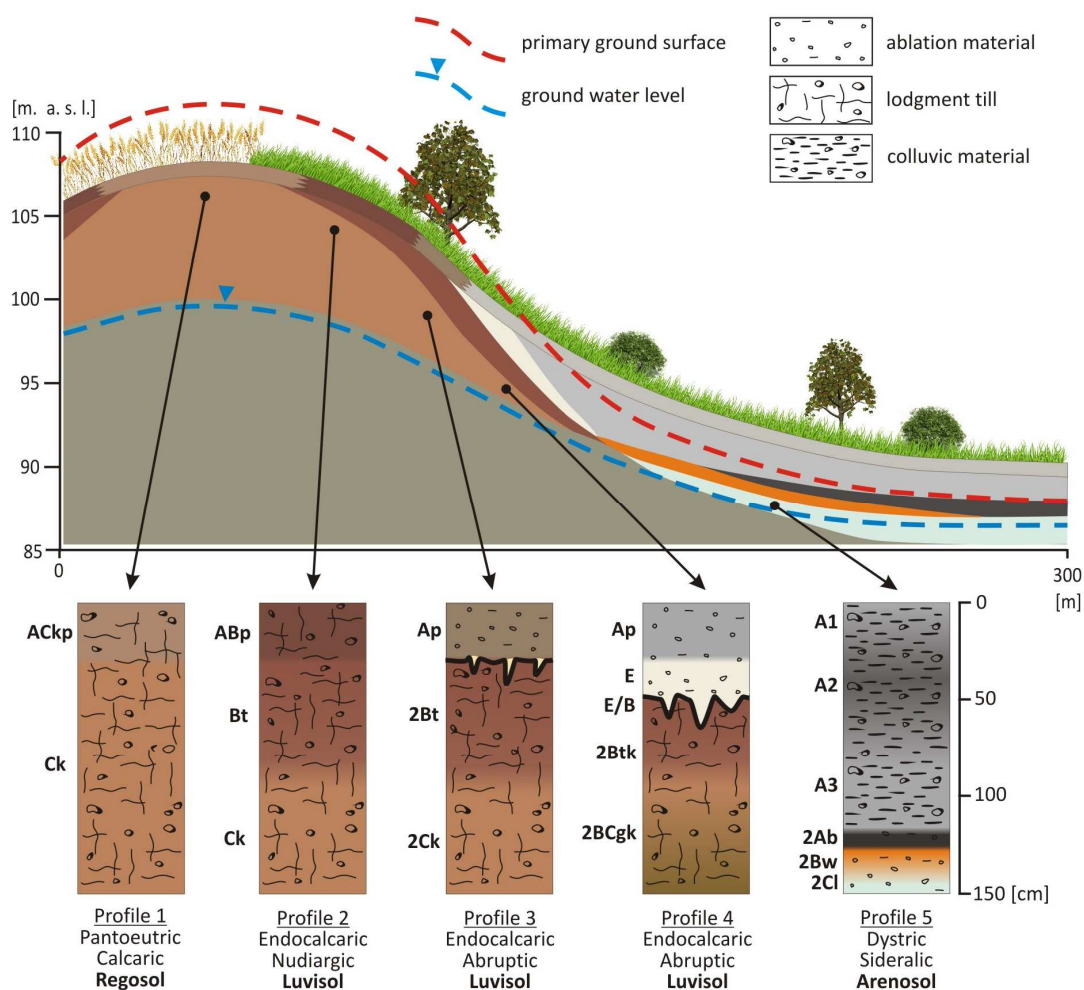 primary ground surface
ground water level
ablation material
lodgment till
colluvic material
[m. a. s. l.]
110
105
100
95
90
85
0
300
[m]
ACkp
Ck
Profile 1
Pantoeutric
Calcaric
Regosol
ABp
Bt
Ck
Profile 2
Endocalcaric
Nudiargic
Luvisol
Ap
2Bt
2Ck
Profile 3
Endocalcaric
Abruptic
Luvisol
Ap
E
E/B
2Btk
2BCgk
Profile 4
Endocalcaric
Abruptic
Luvisol
A1
A2
A3
2Ab
2Bw
2Cl
Profile 5
Dystric
Sideralic
Arenosol
0
50
100
150 [cm]